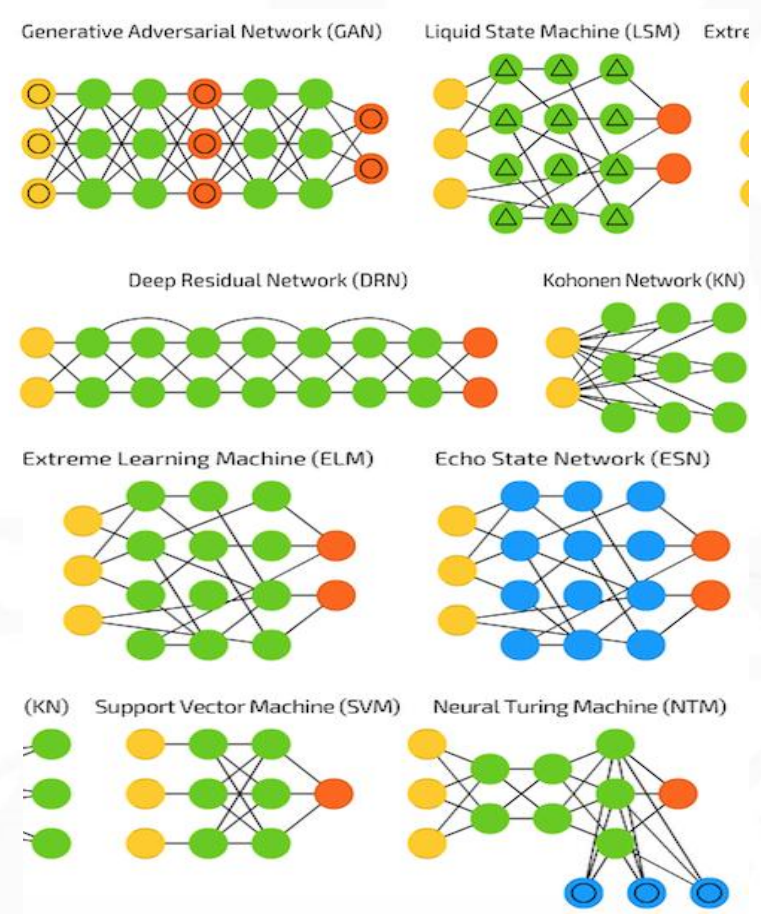 Generative Adversarial Network (GAN)
Liquid State Machine (LSM)
Extre
Deep Residual Network (DRN)
Kohonen Network (KN)
Extreme Learning Machine (ELM)
Echo State Network (ESN)
(KN)
Support Vector Machine (SVM)
Neural Turing Machine (NTM)